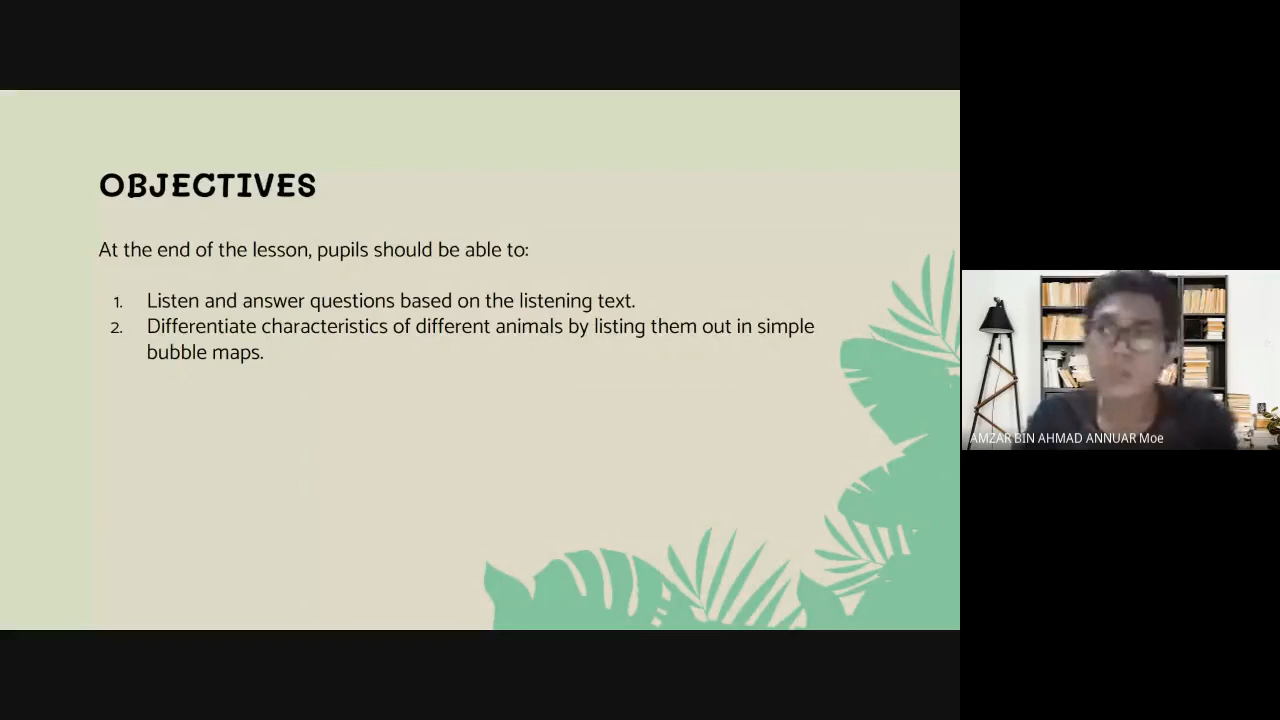 OBJECTIVES
At the end of the lesson, pupils should be able to:
1. Listen and answer questions based on the listening text.
2. Differentiate characteristics of different animals by listing them out in simple
bubble maps.
AMZAR BIN AHMAD ANNUAR Moe